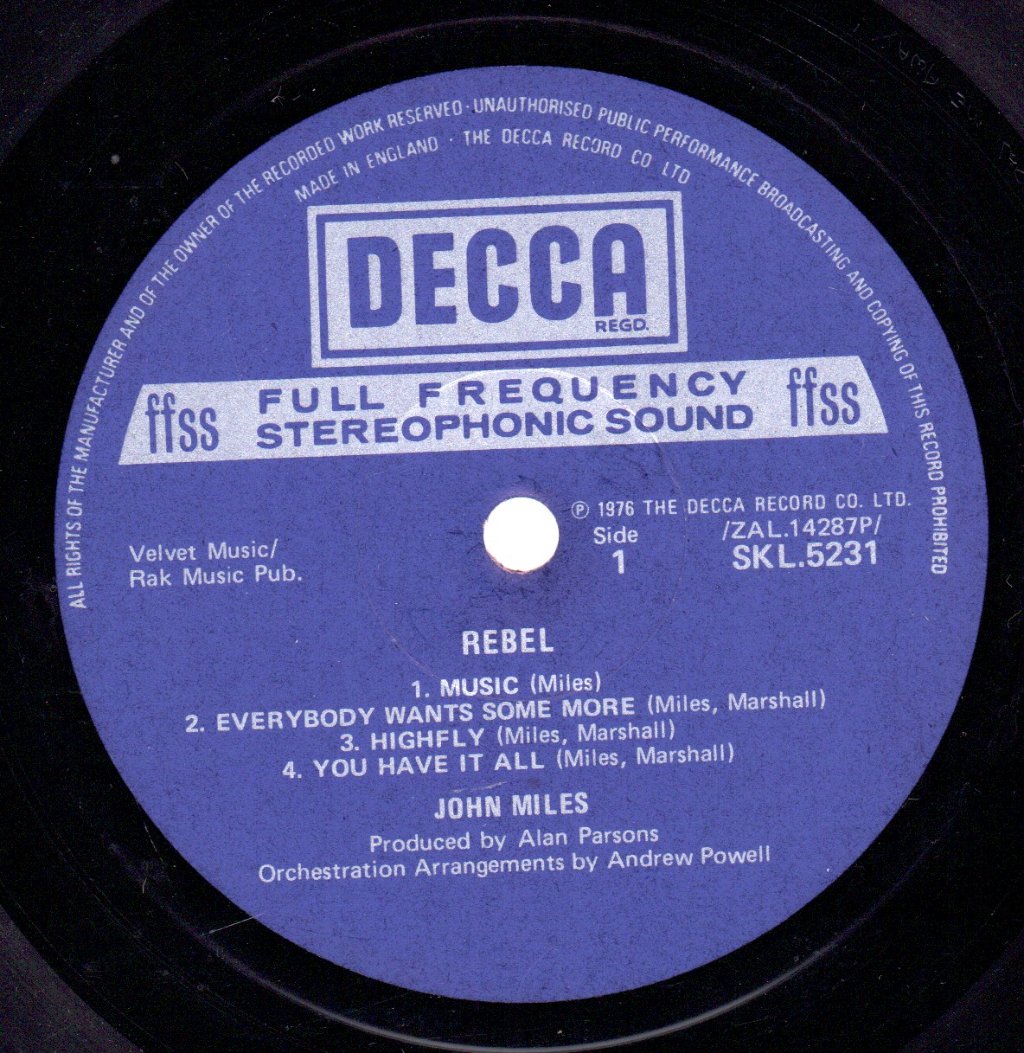 ALL RIGHTS OF THE MANUFACTURER AND OF THE OWNER OF THE RECORDED WORK RESERVED · UNAUTHORISED PUBLIC PERFORMANCE BROADCASTING AND COPYING OF THIS RECORD PROHIBITED
MADE IN ENGLAND · THE DECCA RECORD CO LTD
DECCA
REGD.
ffss FULL FREQUENCY ffss
STEREOPHONIC SOUND
℗ 1976 THE DECCA RECORD CO. LTD.
Side /ZAL.14287P/
1 SKL.5231
Velvet Music/
Rak Music Pub.
REBEL
1. MUSIC (Miles)
2. EVERYBODY WANTS SOME MORE (Miles, Marshall)
3. HIGHFLY (Miles, Marshall)
4. YOU HAVE IT ALL (Miles, Marshall)
JOHN MILES
Produced by Alan Parsons
Orchestration Arrangements by Andrew Powell